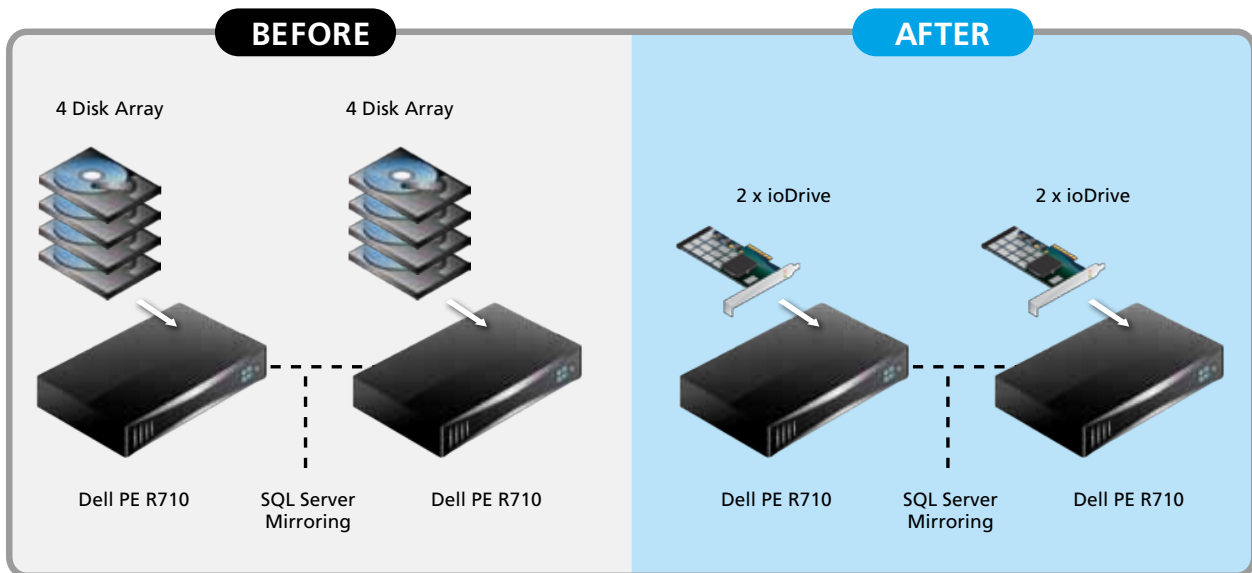 BEFORE
AFTER
4 Disk Array
4 Disk Array
2 x ioDrive
2 x ioDrive
Dell PE R710
SQL Server
Mirroring
Dell PE R710
Dell PE R710
SQL Server
Mirroring
Dell PE R710